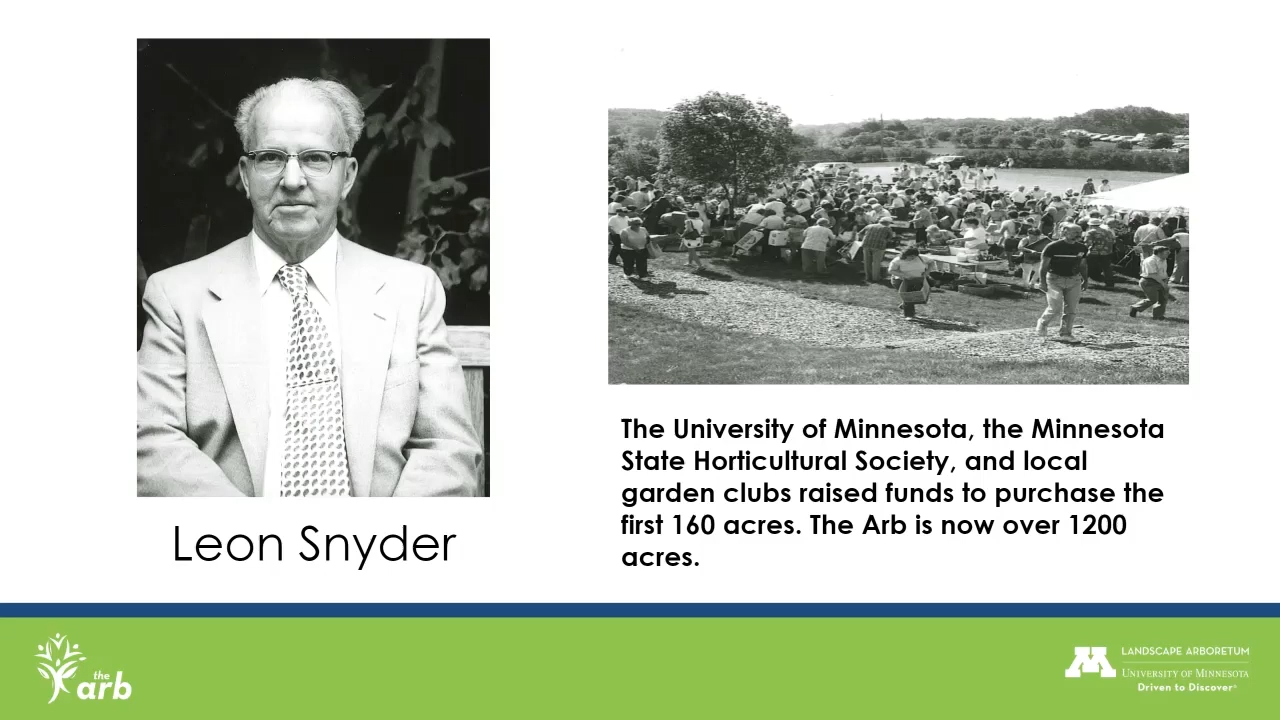 Leon Snyder
The University of Minnesota, the Minnesota
State Horticultural Society, and local
garden clubs raised funds to purchase the
first 160 acres. The Arb is now over 1200
acres.
the
arb
M
LANDSCAPE ARBORETUM
UNIVERSITY OF MINNESOTA
Driven to Discover®